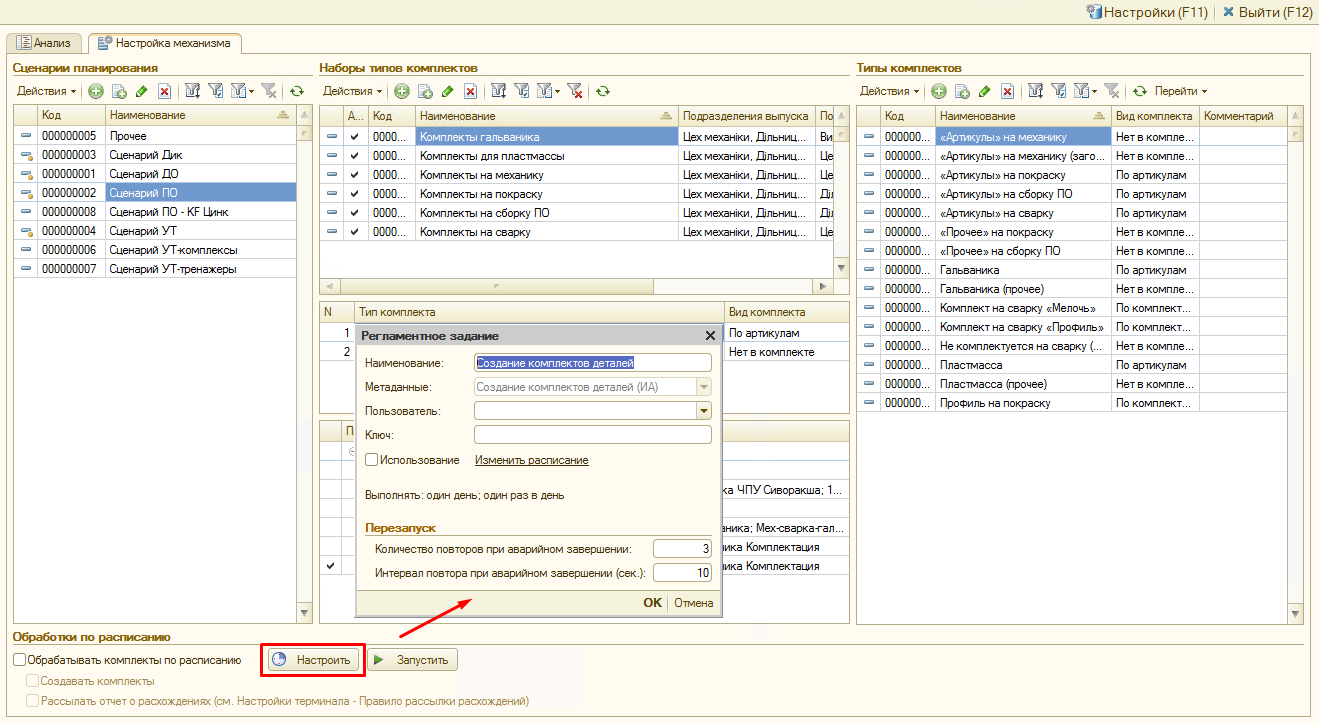 Настройки (F11) Выйти (F12)
Анализ Настройка механизма
Сценарии планирования
Действия
Код Наименование
000000005 Прочее
000000003 Сценарий Дик
000000001 Сценарий ДО
000000002 Сценарий ПО
000000008 Сценарий ПО - KF Цинк
000000004 Сценарий УТ
000000006 Сценарий УТ-комплексы
000000007 Сценарий УТ-тренажеры
Наборы типов комплектов
Действия
А... Код Наименование Подразделения выпуска По
0000... Комплекты гальваника Цех механіки, Дільниц... Ви
0000... Комплекты для пластмассы Цех механіки, Дільниц... Це
0000... Комплекты на механику Цех механіки, Дільниц... Це
0000... Комплекты на покраску Цех механіки, Дільниц... Діл
0000... Комплекты на сборку ПО Цех механіки, Дільниц... Діл
0000... Комплекты на сварку Цех механіки, Дільниц... Це
N Тип комплекта Вид комплекта
1 По артикулам
2 Нет в комплекте
П
ка ЧПУ Сиворакша; 1...
аника; Мех-сварка-гал...
ика Комплектация
ика Комплектация
Регламентное задание
Наименование: Создание комплектов деталей
Метаданные: Создание комплектов деталей (ИА)
Пользователь:
Ключ:
Использование Изменить расписание
Выполнять: один день; один раз в день
Перезапуск
Количество повторов при аварийном завершении: 3
Интервал повтора при аварийном завершении (сек.): 10
OK Отмена
Типы комплектов
Действия Перейти
Код Наименование Вид комплекта Комментарий
000000... «Артикулы» на механику Нет в компле...
000000... «Артикулы» на механику (заго... Нет в компле...
000000... «Артикулы» на покраску По артикулам
000000... «Артикулы» на сборку ПО По артикулам
000000... «Артикулы» на сварку По артикулам
000000... «Прочее» на покраску Нет в компле...
000000... «Прочее» на сборку ПО Нет в компле...
000000... Гальваника По артикулам
000000... Гальваника (прочее) Нет в компле...
000000... Комплект на сварку «Мелочь» По комплект...
000000... Комплект на сварку «Профиль» По комплект...
000000... Не комплектуется на сварку (... Нет в компле...
000000... Пластмасса По артикулам
000000... Пластмасса (прочее) Нет в компле...
000000... Профиль на покраску По комплект...
Обработки по расписанию
Обрабатывать комплекты по расписанию Настроить Запустить
Создавать комплекты
Рассылать отчет о расхождениях (см. Настройки терминала - Правило рассылки расхождений)